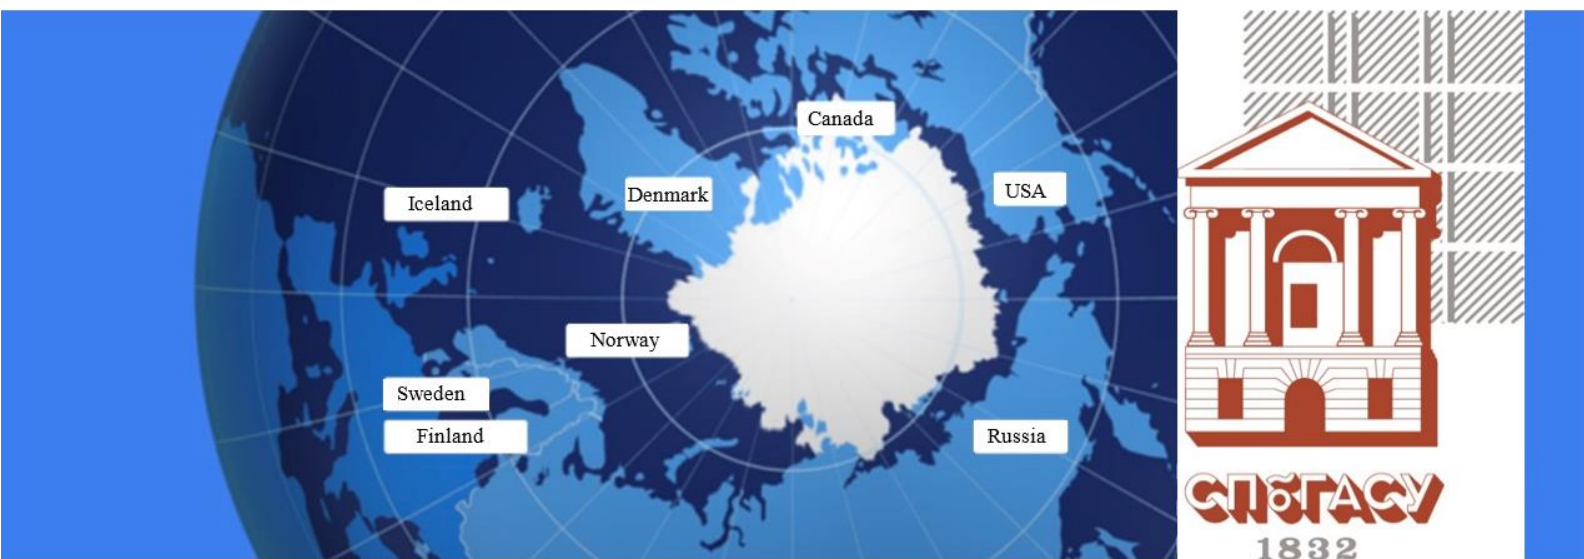 Canada
Denmark
USA
Iceland
Norway
Sweden
Finland
Russia
СПбГАСУ
1832